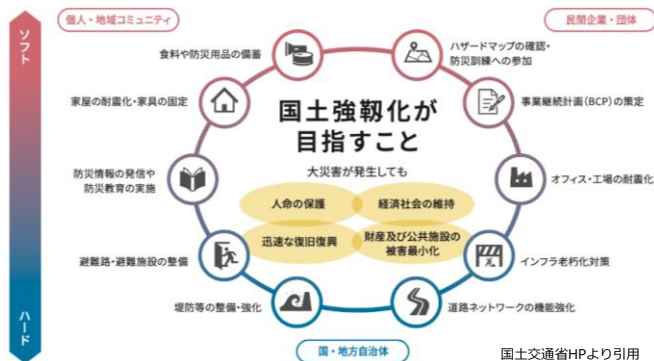 個人・地域コミュニティ
民間企業・団体
ソフト
食料や防災用品の備蓄
ハザードマップの確認・
防災訓練への参加
家屋の耐震化・家具の固定
事業継続計画(BCP)の策定
国土強靱化が
目指すこと
大災害が発生しても
人命の保護
経済社会の維持
迅速な復旧復興
財産及び公共施設の
被害最小化
防災情報の発信や
防災教育の実施
オフィス・工場の耐震化
避難路・避難施設の整備
インフラ老朽化対策
堤防等の整備・強化
道路ネットワークの機能強化
ハード
国・地方自治体
国土交通省HPより引用